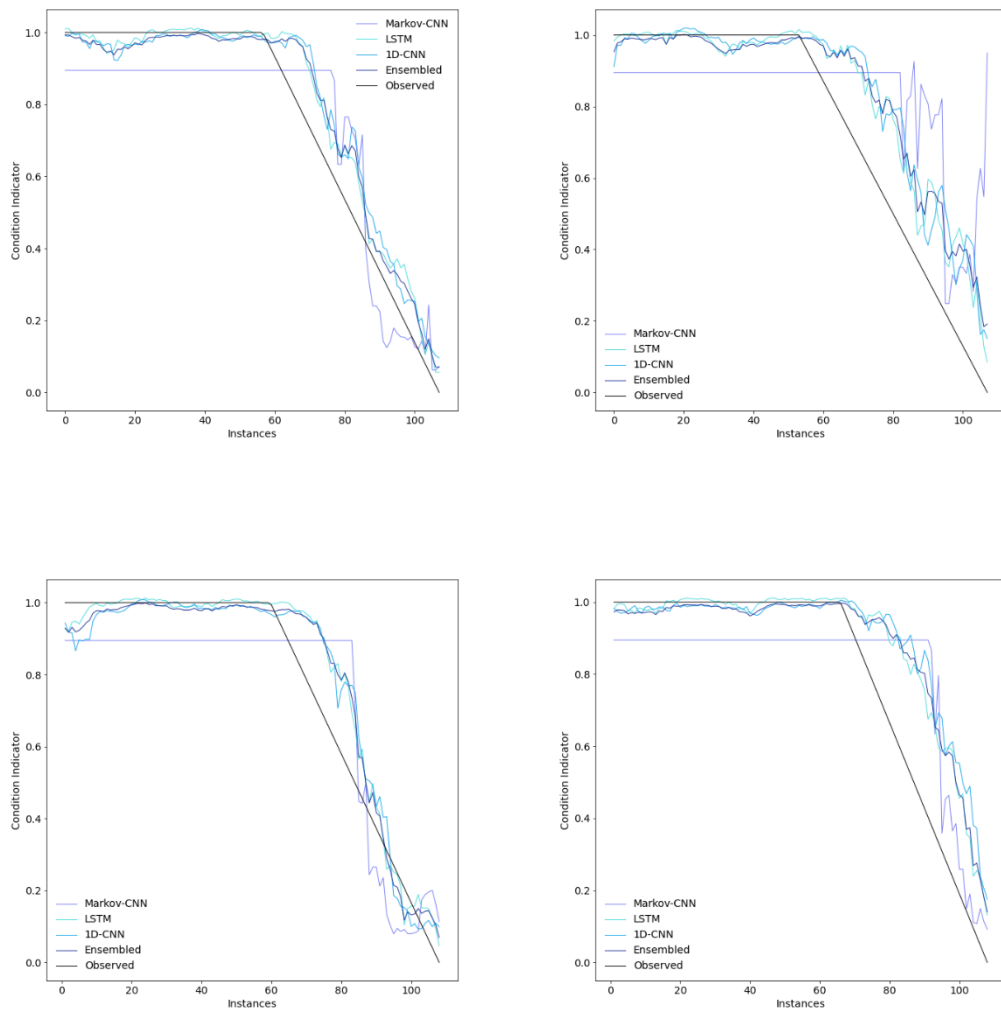 1.0
0.8
0.6
0.4
0.2
0.0
Condition Indicator
Markov-CNN
LSTM
1D-CNN
Ensembled
Observed
0 20 40 60 80 100
Instances
1.0
0.8
0.6
0.4
0.2
0.0
Condition Indicator
Markov-CNN
LSTM
1D-CNN
Ensembled
Observed
0 20 40 60 80 100
Instances
1.0
0.8
0.6
0.4
0.2
0.0
Condition Indicator
Markov-CNN
LSTM
1D-CNN
Ensembled
Observed
0 20 40 60 80 100
Instances
1.0
0.8
0.6
0.4
0.2
0.0
Condition Indicator
Markov-CNN
LSTM
1D-CNN
Ensembled
Observed
0 20 40 60 80 100
Instances